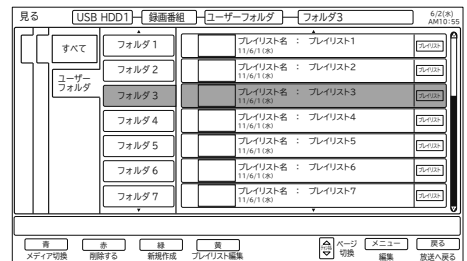 見る USB HDD1 録画番組 ユーザーフォルダ フォルダ3 6/2(水)
AM10:55
すべて
ユーザー
フォルダ
フォルダ 1
フォルダ 2
フォルダ 3
フォルダ 4
フォルダ 5
フォルダ 6
フォルダ 7
プレイリスト名 : プレイリスト1
11/6/1(水)
プレイリスト
プレイリスト名 : プレイリスト2
11/6/1(水)
プレイリスト
プレイリスト名 : プレイリスト3
11/6/1(水)
プレイリスト
プレイリスト名 : プレイリスト4
11/6/1(水)
プレイリスト
プレイリスト名 : プレイリスト5
11/6/1(水)
プレイリスト
プレイリスト名 : プレイリスト6
11/6/1(水)
プレイリスト
プレイリスト名 : プレイリスト7
11/6/1(水)
プレイリスト
青 赤 緑 黄 ページ メニュー 戻る
メディア切換 削除する 新規作成 プレイリスト編集 切換 編集 放送へ戻る